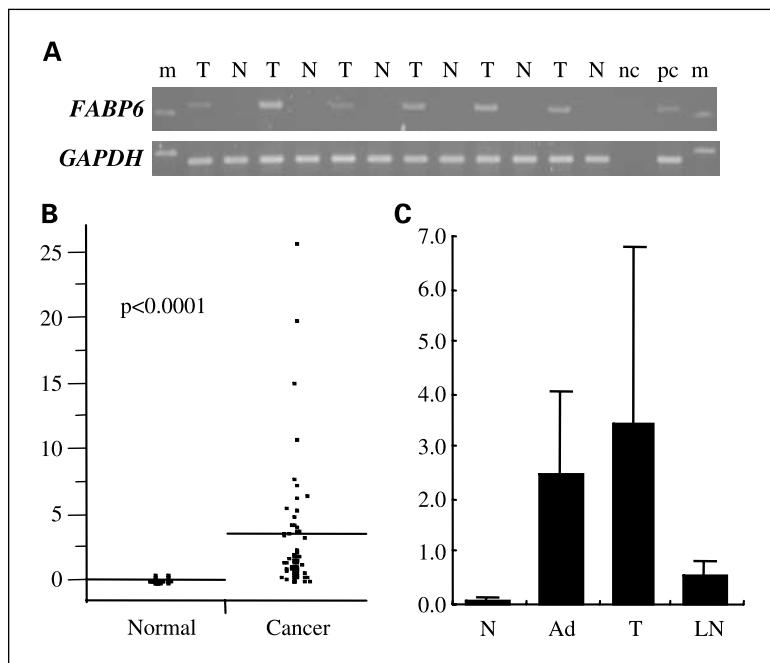 A
m T N T N T N T N T N T N nc pc m
FABP6
GAPDH
B
25
20
15
10
5
0
p<0.0001
Normal Cancer
C
7.0
6.0
5.0
4.0
3.0
2.0
1.0
0.0
N Ad T LN